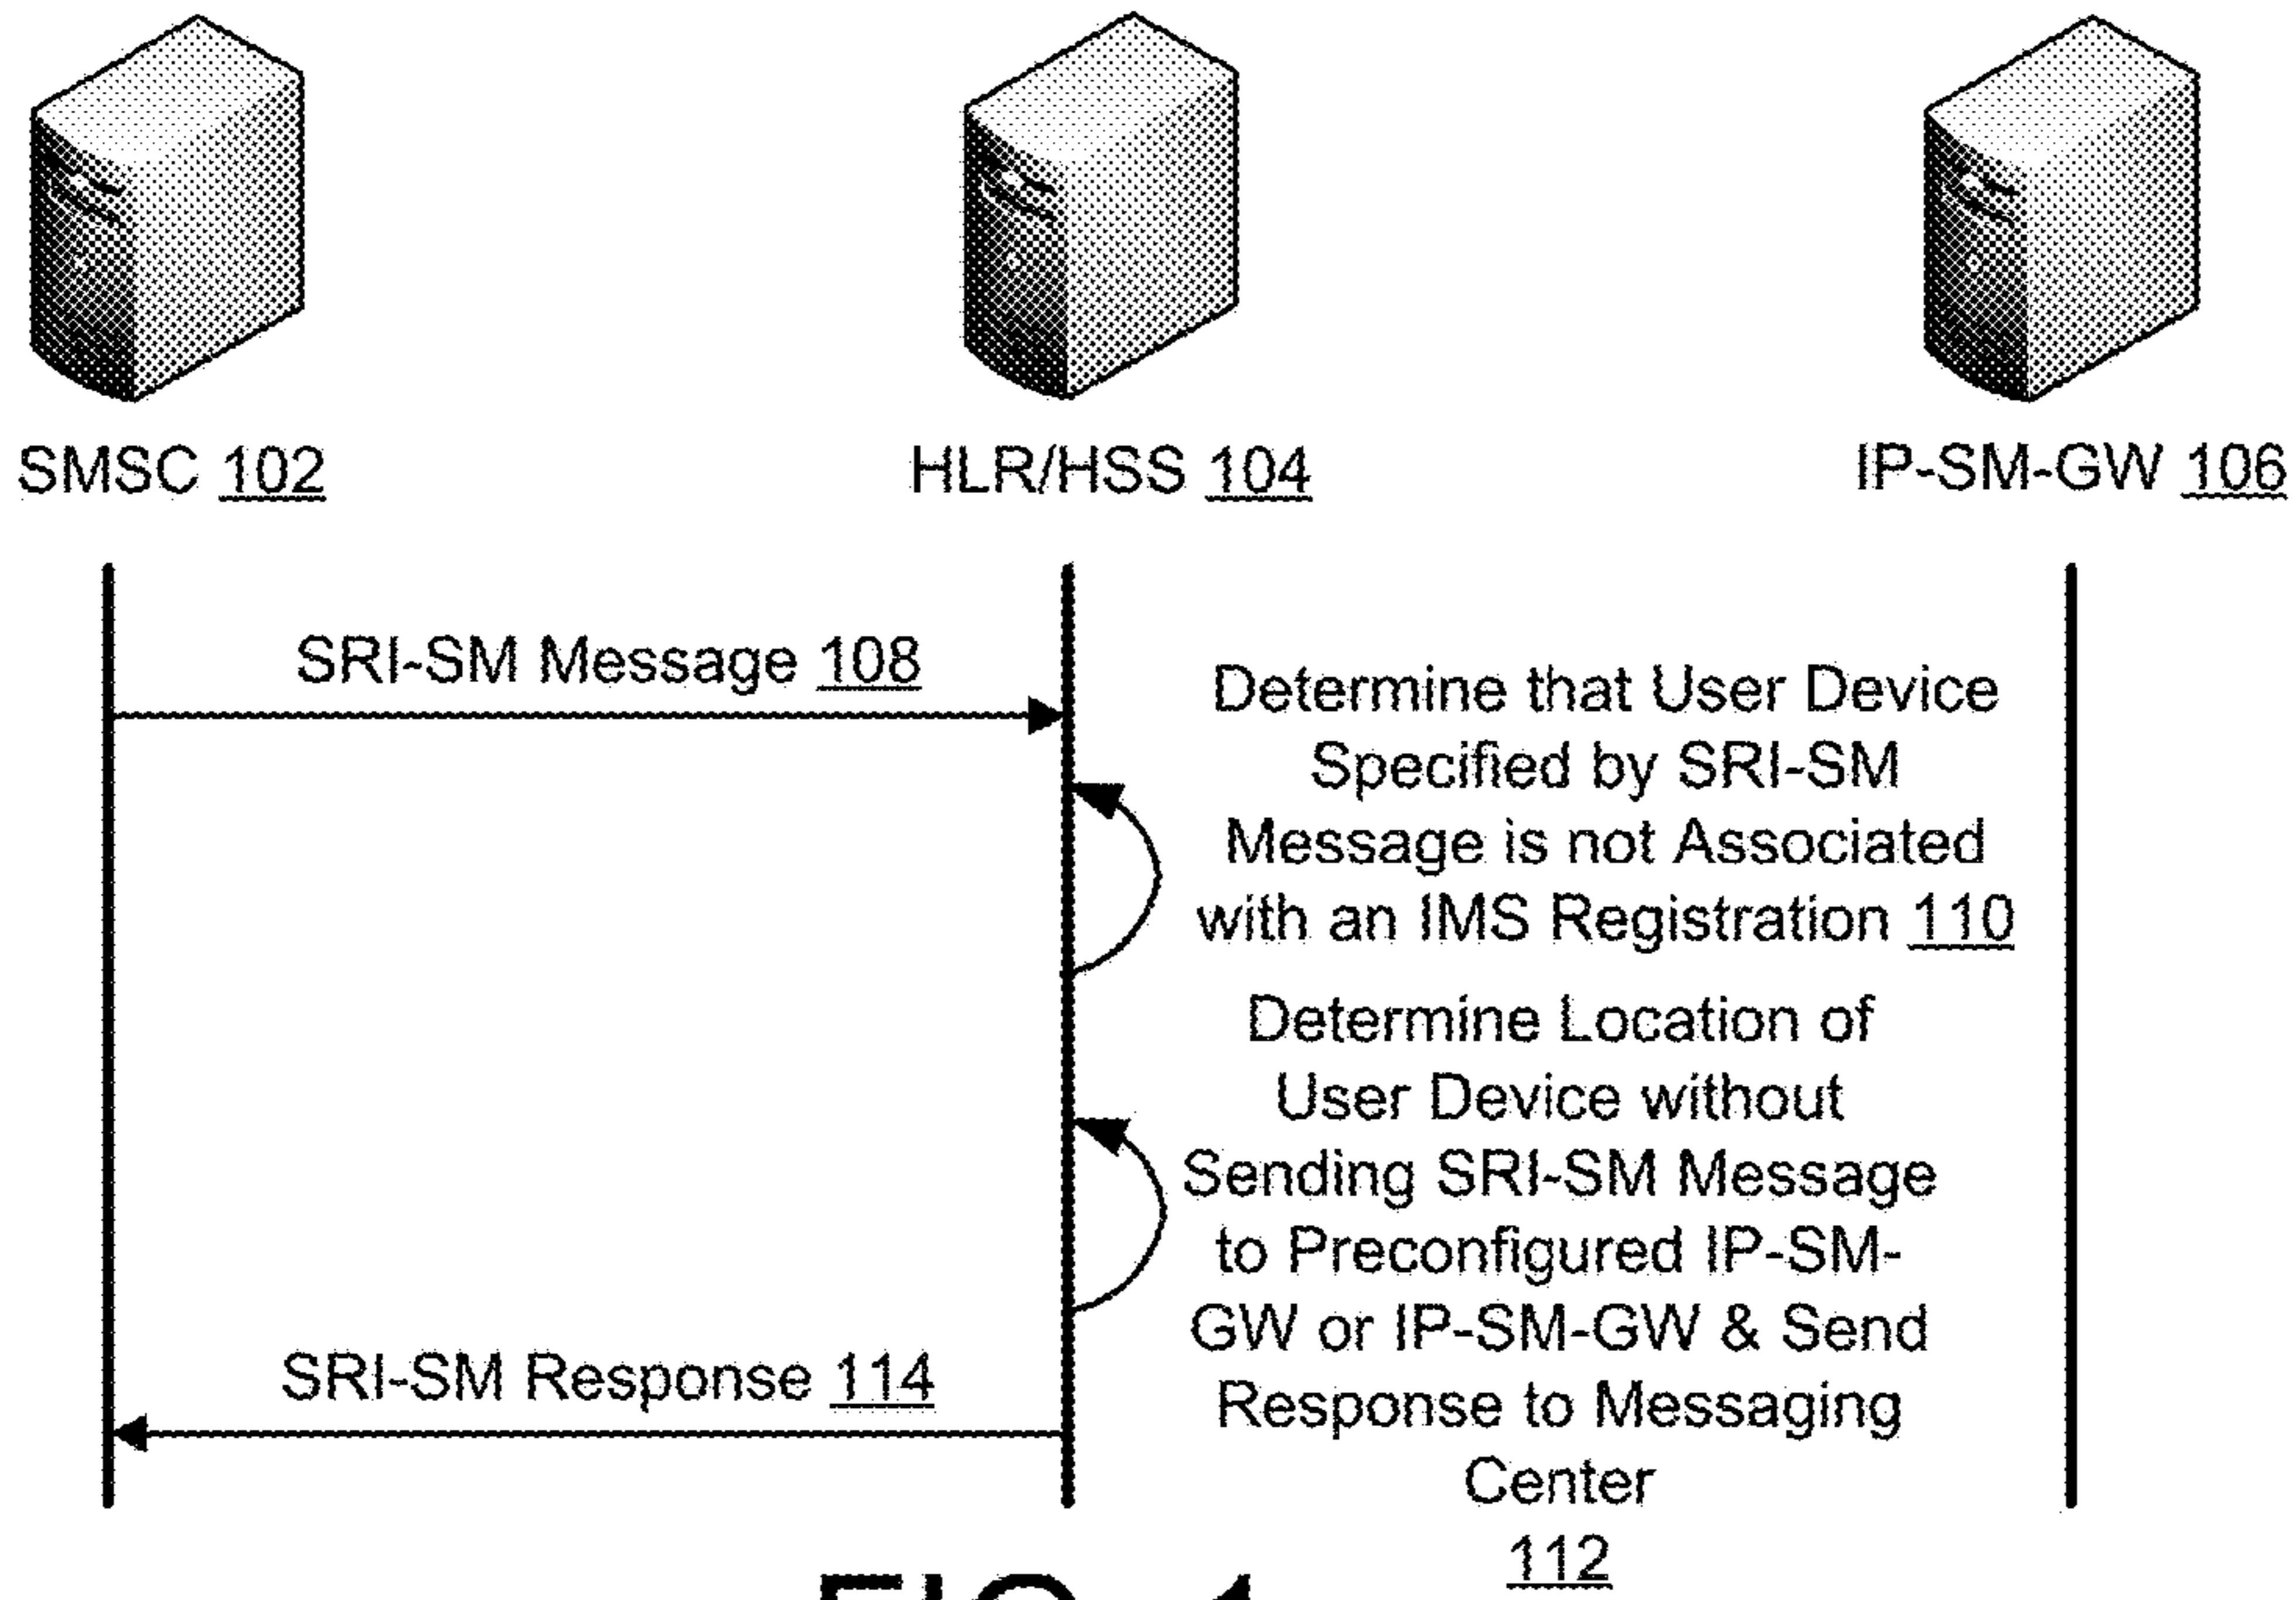 SMSC 102
HLR/HSS 104
IP-SM-GW 106
SRI-SM Message 108
Determine that User Device
Specified by SRI-SM
Message is not Associated
with an IMS Registration 110
Determine Location of
User Device without
Sending SRI-SM Message
to Preconfigured IP-SM-
GW or IP-SM-GW & Send
Response to Messaging
Center
112
SRI-SM Response 114
FIG. 1